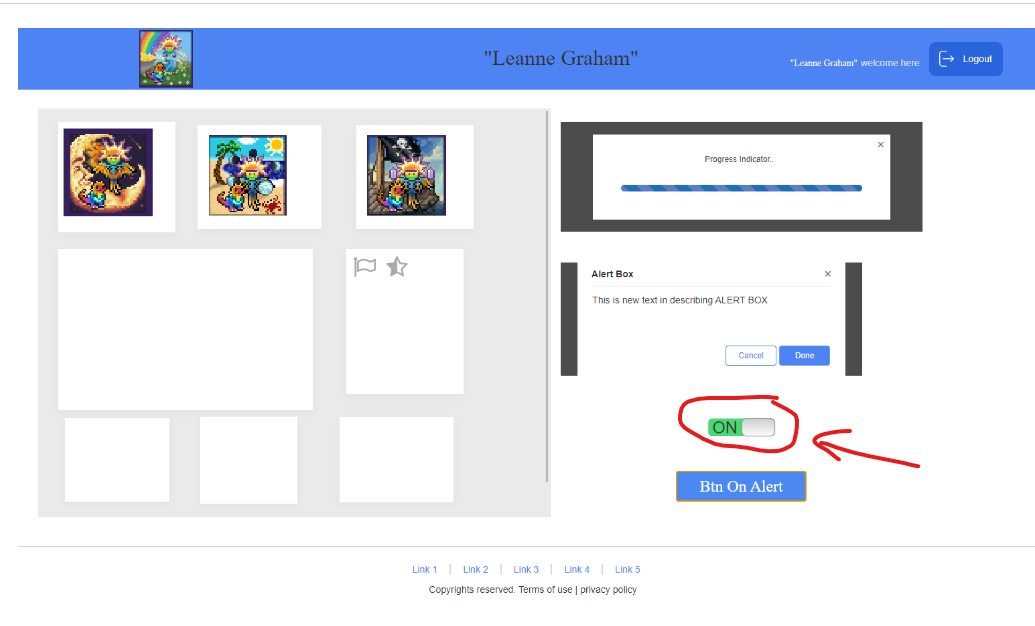 "Leanne Graham"
"Leanne Graham" welcome here
Logout
Progress Indicator..
Alert Box
This is new text in describing ALERT BOX
Cancel
Done
ON
Btn On Alert
Link 1 | Link 2 | Link 3 | Link 4 | Link 5
Copyrights reserved. Terms of use | privacy policy